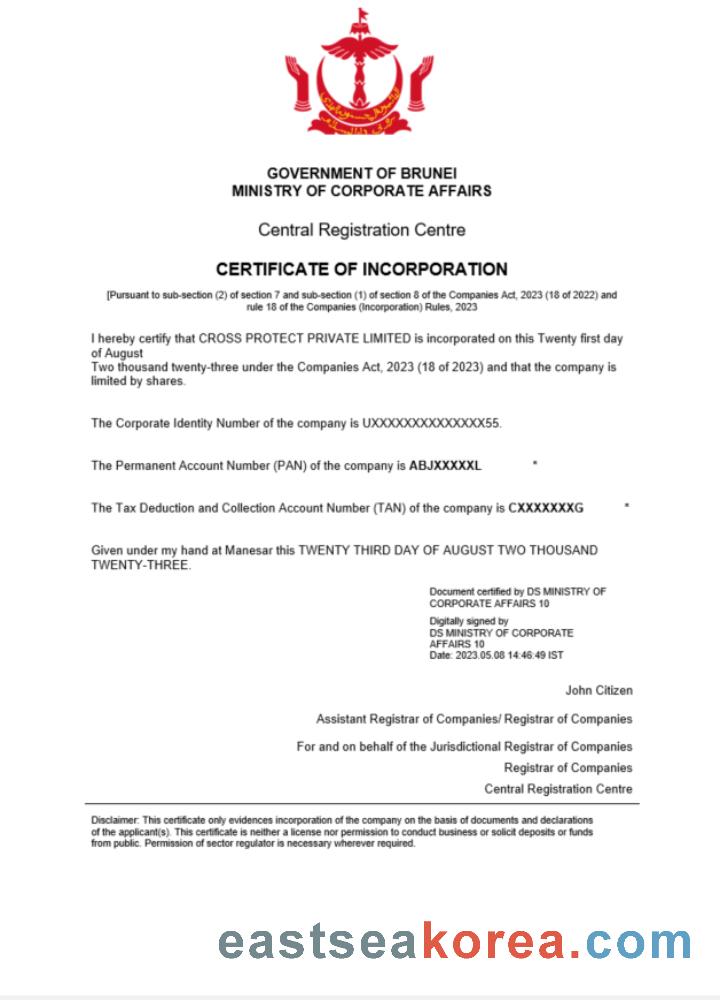 GOVERNMENT OF BRUNEI
MINISTRY OF CORPORATE AFFAIRS
Central Registration Centre
CERTIFICATE OF INCORPORATION
[Pursuant to sub-section (2) of section 7 and sub-section (1) of section 8 of the Companies Act, 2023 (18 of 2022) and
rule 18 of the Companies (Incorporation) Rules, 2023
I hereby certify that CROSS PROTECT PRIVATE LIMITED is incorporated on this Twenty first day
of August
Two thousand twenty-three under the Companies Act, 2023 (18 of 2023) and that the company is
limited by shares.
The Corporate Identity Number of the company is UXXXXXXXXXXXXXX55.
The Permanent Account Number (PAN) of the company is ABJXXXXXL *
The Tax Deduction and Collection Account Number (TAN) of the company is CXXXXXXXG *
Given under my hand at Manesar this TWENTY THIRD DAY OF AUGUST TWO THOUSAND
TWENTY-THREE.
Document certified by DS MINISTRY OF
CORPORATE AFFAIRS 10
Digitally signed by
DS MINISTRY OF CORPORATE
AFFAIRS 10
Date: 2023.05.08 14:46:49 IST
John Citizen
Assistant Registrar of Companies/ Registrar of Companies
For and on behalf of the Jurisdictional Registrar of Companies
Registrar of Companies
Central Registration Centre
Disclaimer: This certificate only evidences incorporation of the company on the basis of documents and declarations
of the applicant(s). This certificate is neither a license nor permission to conduct business or solicit deposits or funds
from public. Permission of sector regulator is necessary wherever required.
eastseakorea.com